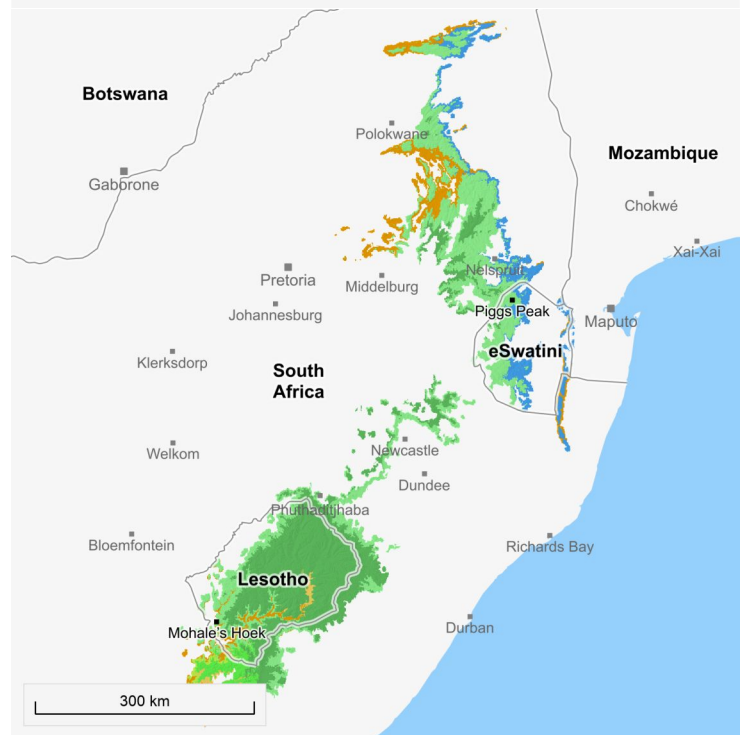 Botswana
Polokwane
Mozambique
Gaborone
Chokwé
Xai-Xai
Nelspruit
Pretoria
Middelburg
Piggs Peak
Johannesburg
Maputo
eSwatini
Klerksdorp
South
Africa
Welkom
Newcastle
Dundee
Phuthaditjhaba
Bloemfontein
Richards Bay
Lesotho
Mohale's Hoek
Durban
300 km